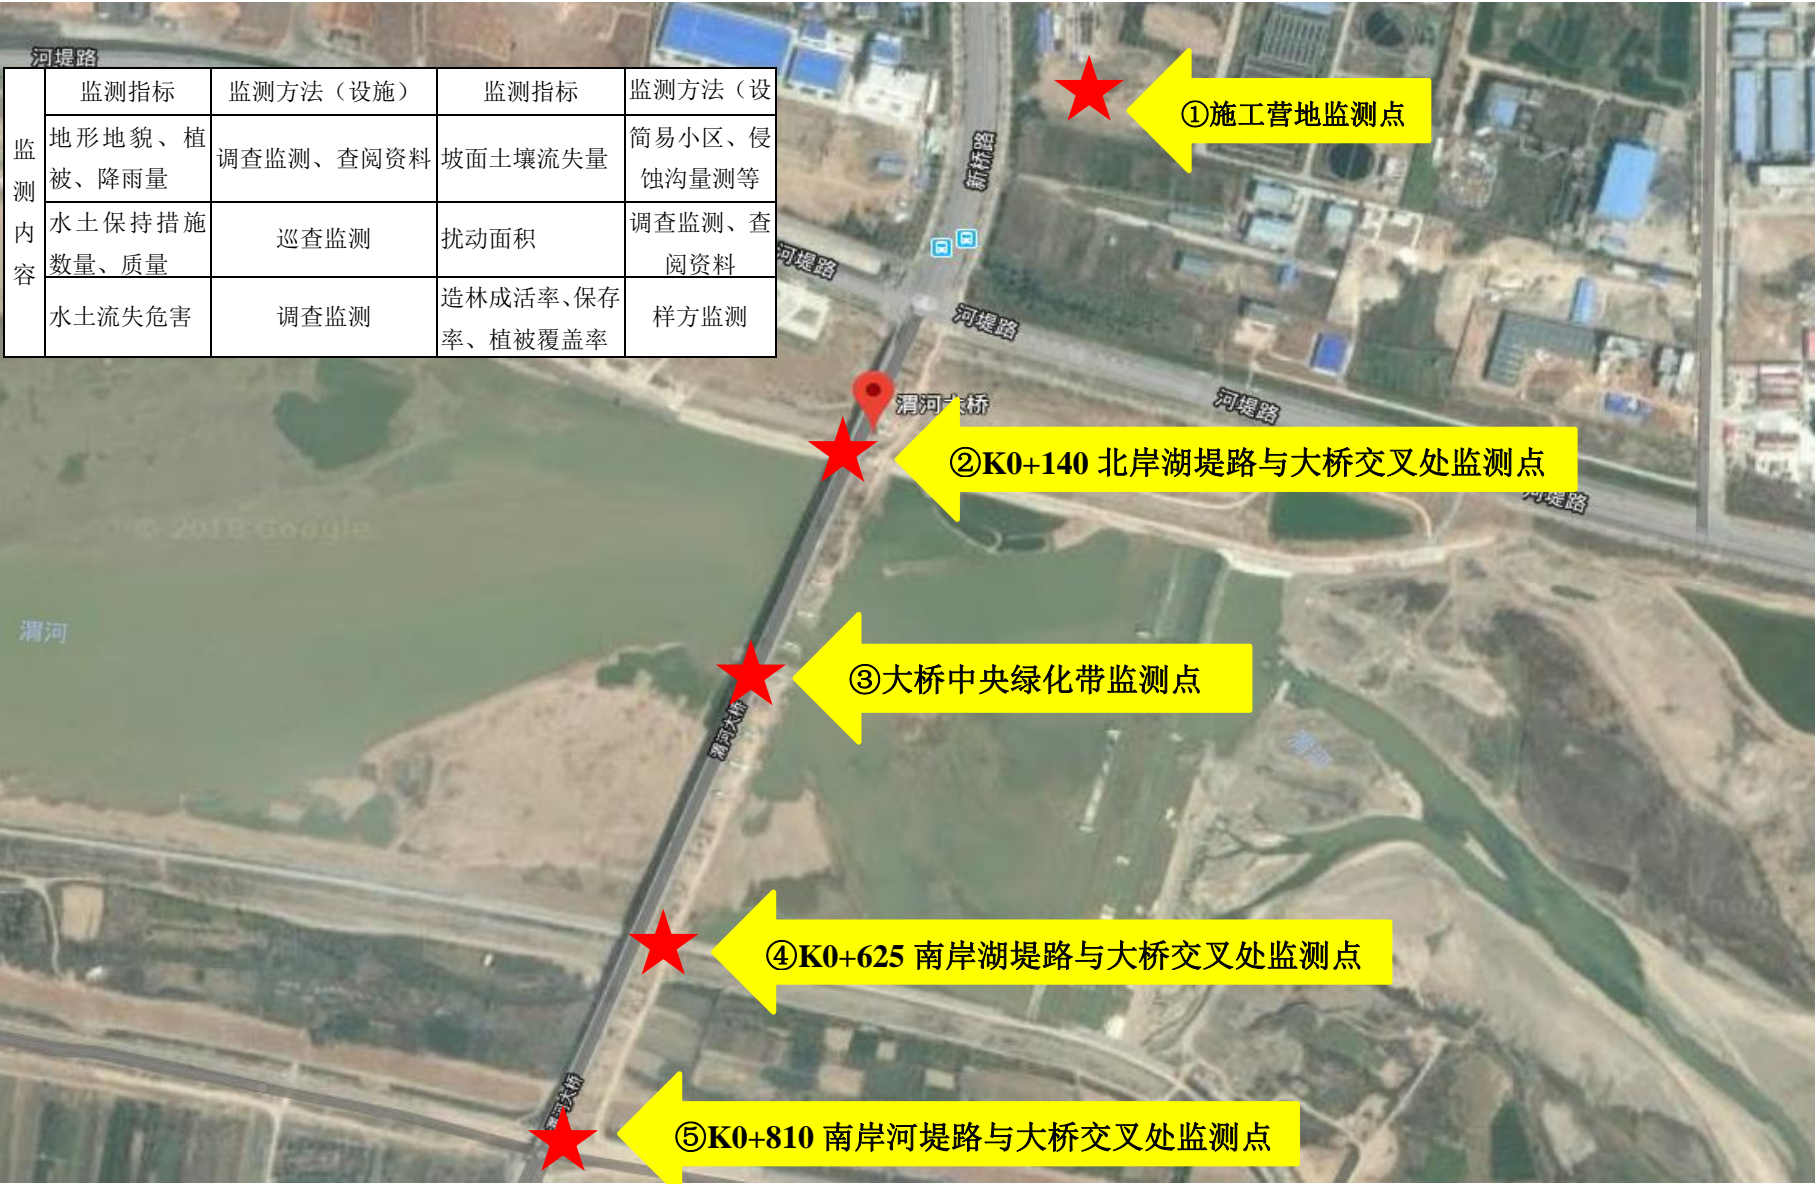 河堤路
监测内容
监测指标
监测方法（设施）
监测指标
监测方法（设
地形地貌、植
被、降雨量
调查监测、查阅资料
坡面土壤流失量
简易小区、侵
蚀沟量测等
水土保持措施
数量、质量
巡查监测
扰动面积
调查监测、查
阅资料
水土流失危害
调查监测
造林成活率、保存
率、植被覆盖率
样方监测
①施工营地监测点
新桥路
河堤路
河堤路
河堤路
渭河大桥
②K0+140 北岸湖堤路与大桥交叉处监测点
河堤路
© 2018 Google
渭河
③大桥中央绿化带监测点
渭河大桥
渭河
④K0+625 南岸湖堤路与大桥交叉处监测点
渭河大桥
⑤K0+810 南岸河堤路与大桥交叉处监测点